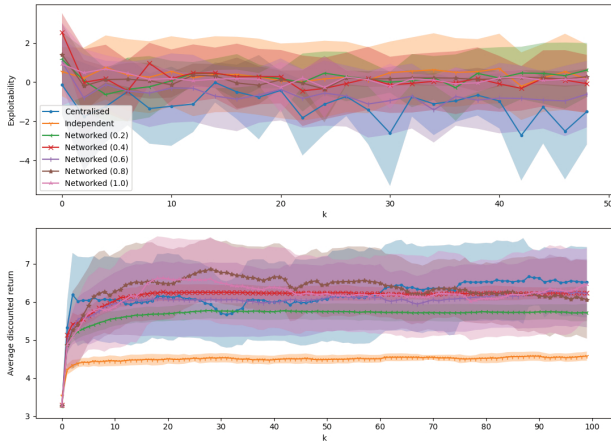 2
0
−2
−4
Exploitability
Centralised
Independent
Networked (0.2)
Networked (0.4)
Networked (0.6)
Networked (0.8)
Networked (1.0)
0 10 20 30 40 50
k
7
6
5
4
3
Average discounted return
0 10 20 30 40 50 60 70 80 90 100
k